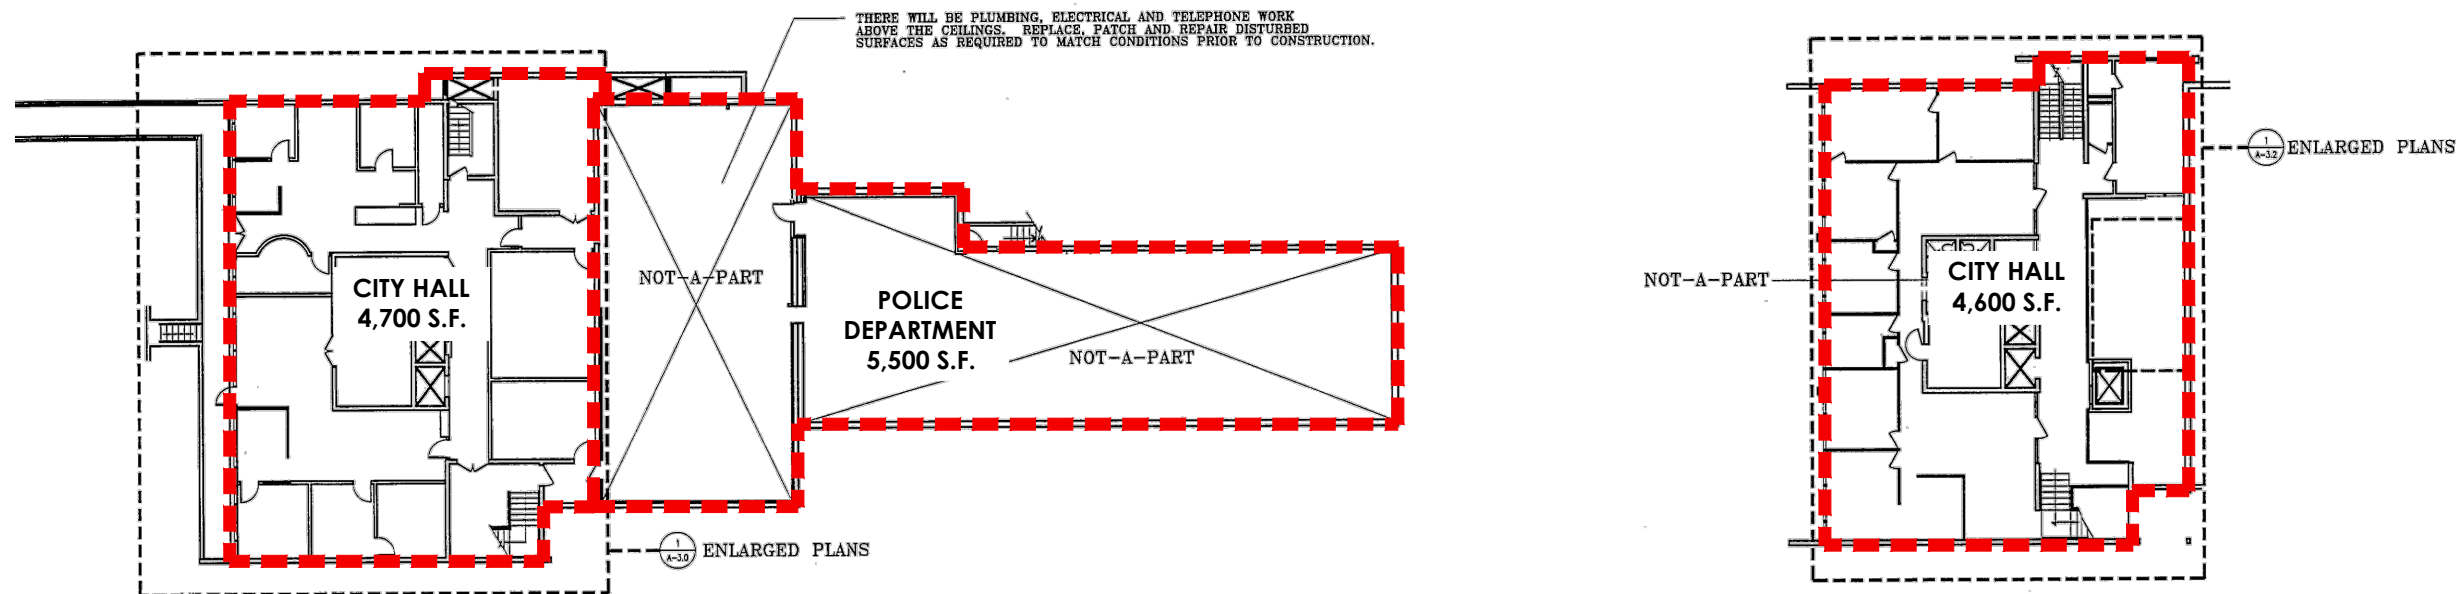 THERE WILL BE PLUMBING, ELECTRICAL AND TELEPHONE WORK
ABOVE THE CEILINGS. REPLACE, PATCH AND REPAIR DISTURBED
SURFACES AS REQUIRED TO MATCH CONDITIONS PRIOR TO CONSTRUCTION.
CITY HALL
4,700 S.F.
NOT-A-PART
POLICE
DEPARTMENT
5,500 S.F.
NOT-A-PART
1
A-3.0
ENLARGED PLANS
1
A-3.2
ENLARGED PLANS
NOT-A-PART
CITY HALL
4,600 S.F.